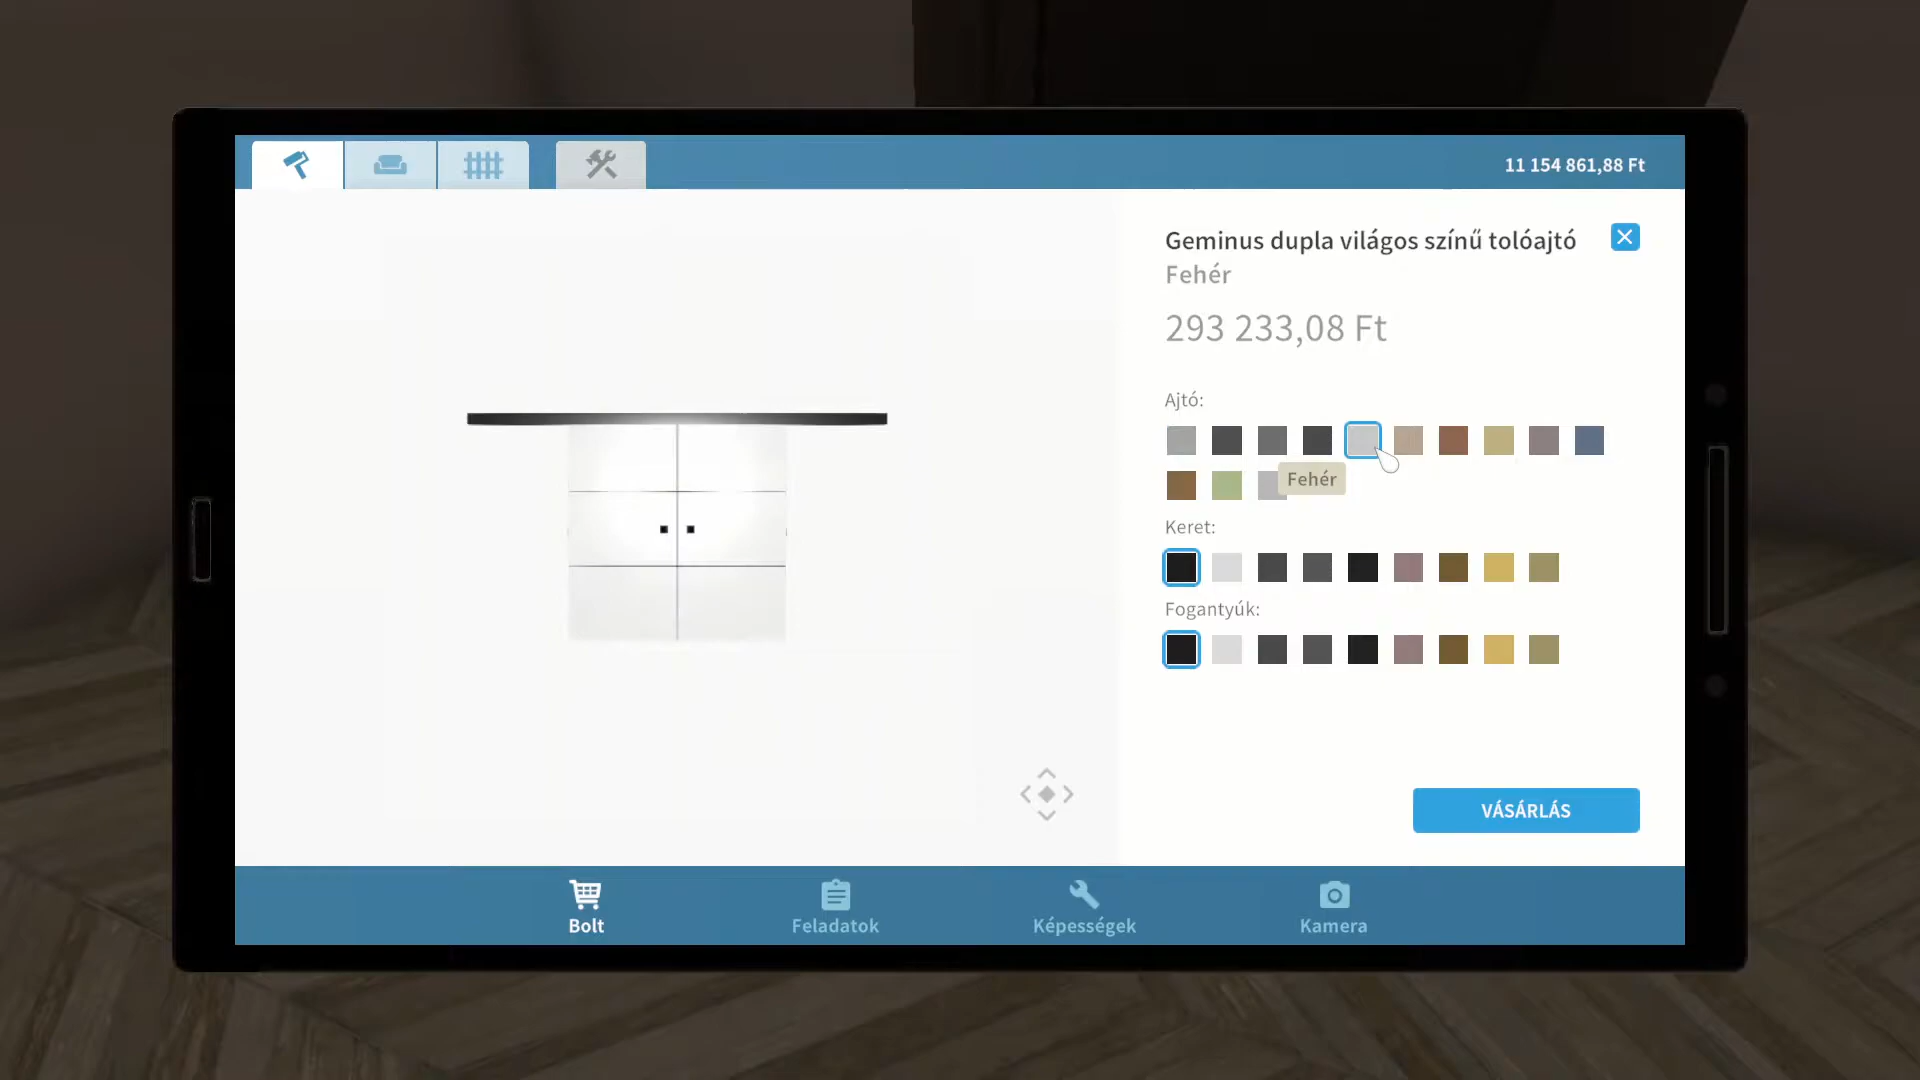 11 154 861,88 Ft
Geminus dupla világos színű tolóajtó
Fehér
293 233,08 Ft
Ajtó:
Fehér
Keret:
Fogantyúk:
VÁSÁRLÁS
Bolt
Feladatok
Képességek
Kamera